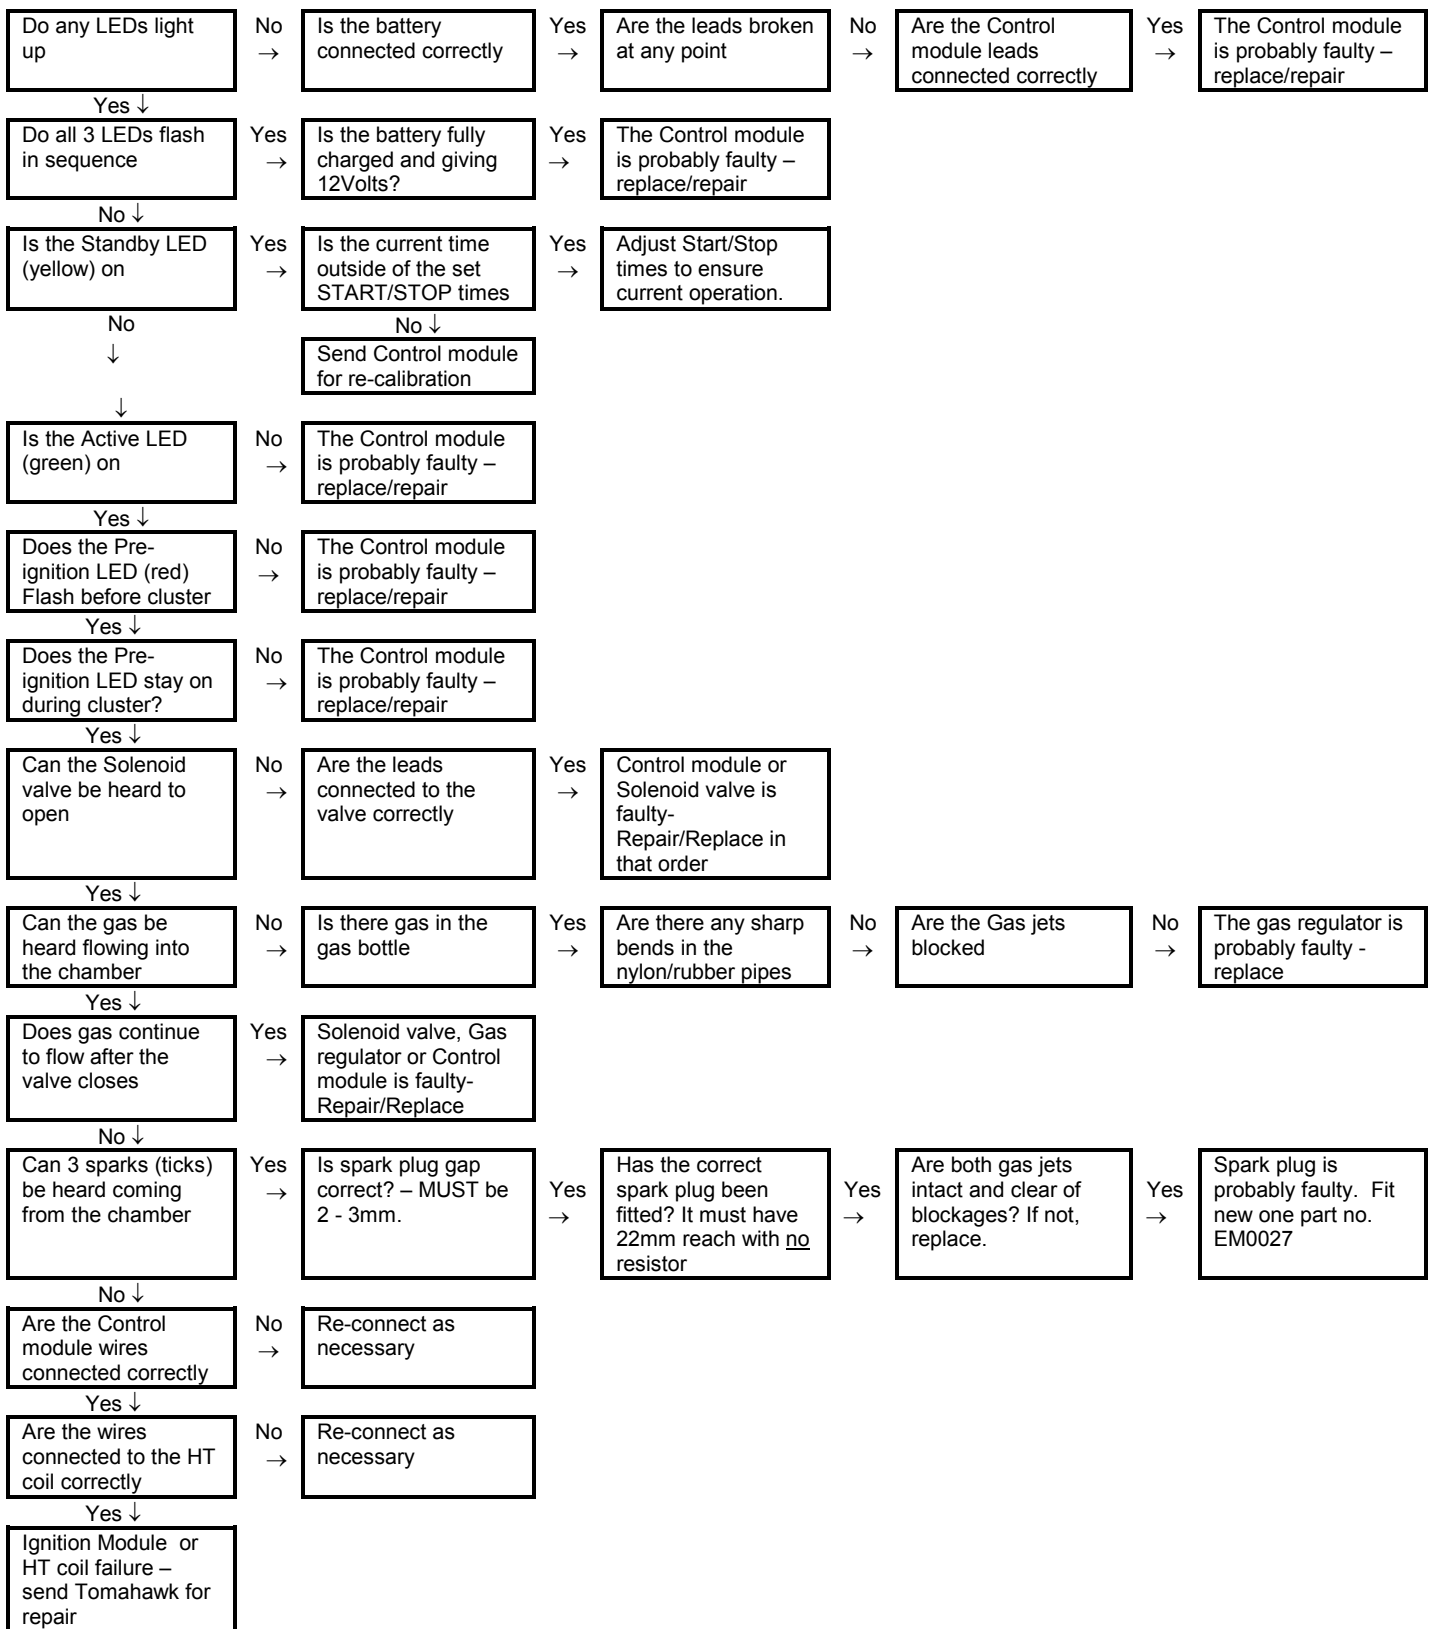 Do any LEDs light
up
No
→
Is the battery
connected correctly
Yes
→
Are the leads broken
at any point
No
→
Are the Control
module leads
connected correctly
Yes
→
The Control module
is probably faulty –
replace/repair
Yes ↓
Do all 3 LEDs flash
in sequence
Yes
→
Is the battery fully
charged and giving
12Volts?
Yes
→
The Control module
is probably faulty –
replace/repair
No ↓
Is the Standby LED
(yellow) on
Yes
→
Is the current time
outside of the set
START/STOP times
Yes
→
Adjust Start/Stop
times to ensure
current operation.
No
↓
No ↓
Send Control module
for re-calibration
↓
Is the Active LED
(green) on
No
→
The Control module
is probably faulty –
replace/repair
Yes ↓
Does the Pre-
ignition LED (red)
Flash before cluster
No
→
The Control module
is probably faulty –
replace/repair
Yes ↓
Does the Pre-
ignition LED stay on
during cluster?
No
→
The Control module
is probably faulty –
replace/repair
Yes ↓
Can the Solenoid
valve be heard to
open
No
→
Are the leads
connected to the
valve correctly
Yes
→
Control module or
Solenoid valve is
faulty-
Repair/Replace in
that order
Yes ↓
Can the gas be
heard flowing into
the chamber
No
→
Is there gas in the
gas bottle
Yes
→
Are there any sharp
bends in the
nylon/rubber pipes
No
→
Are the Gas jets
blocked
No
→
The gas regulator is
probably faulty -
replace
Yes ↓
Does gas continue
to flow after the
valve closes
Yes
→
Solenoid valve, Gas
regulator or Control
module is faulty-
Repair/Replace
No ↓
Can 3 sparks (ticks)
be heard coming
from the chamber
Yes
→
Is spark plug gap
correct? – MUST be
2 - 3mm.
Yes
→
Has the correct
spark plug been
fitted? It must have
22mm reach with no
resistor
Yes
→
Are both gas jets
intact and clear of
blockages? If not,
replace.
Yes
→
Spark plug is
probably faulty.  Fit
new one part no.
EM0027
No ↓
Are the Control
module wires
connected correctly
No
→
Re-connect as
necessary
Yes ↓
Are the wires
connected to the HT
coil correctly
No
→
Re-connect as
necessary
Yes ↓
Ignition Module  or
HT coil failure –
send Tomahawk for
repair